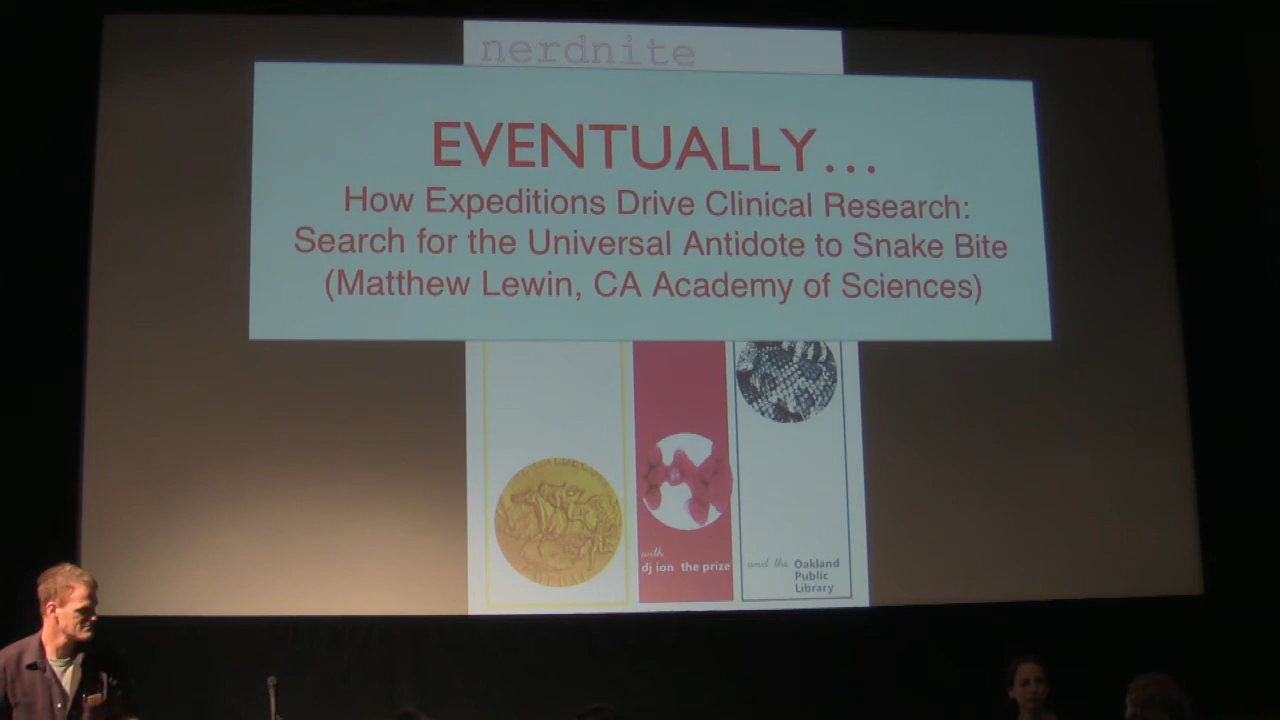 nerdnite
EVENTUALLY...
How Expeditions Drive Clinical Research:
Search for the Universal Antidote to Snake Bite
(Matthew Lewin, CA Academy of Sciences)
with
dj ion the prize
and the Oakland
Public
Library